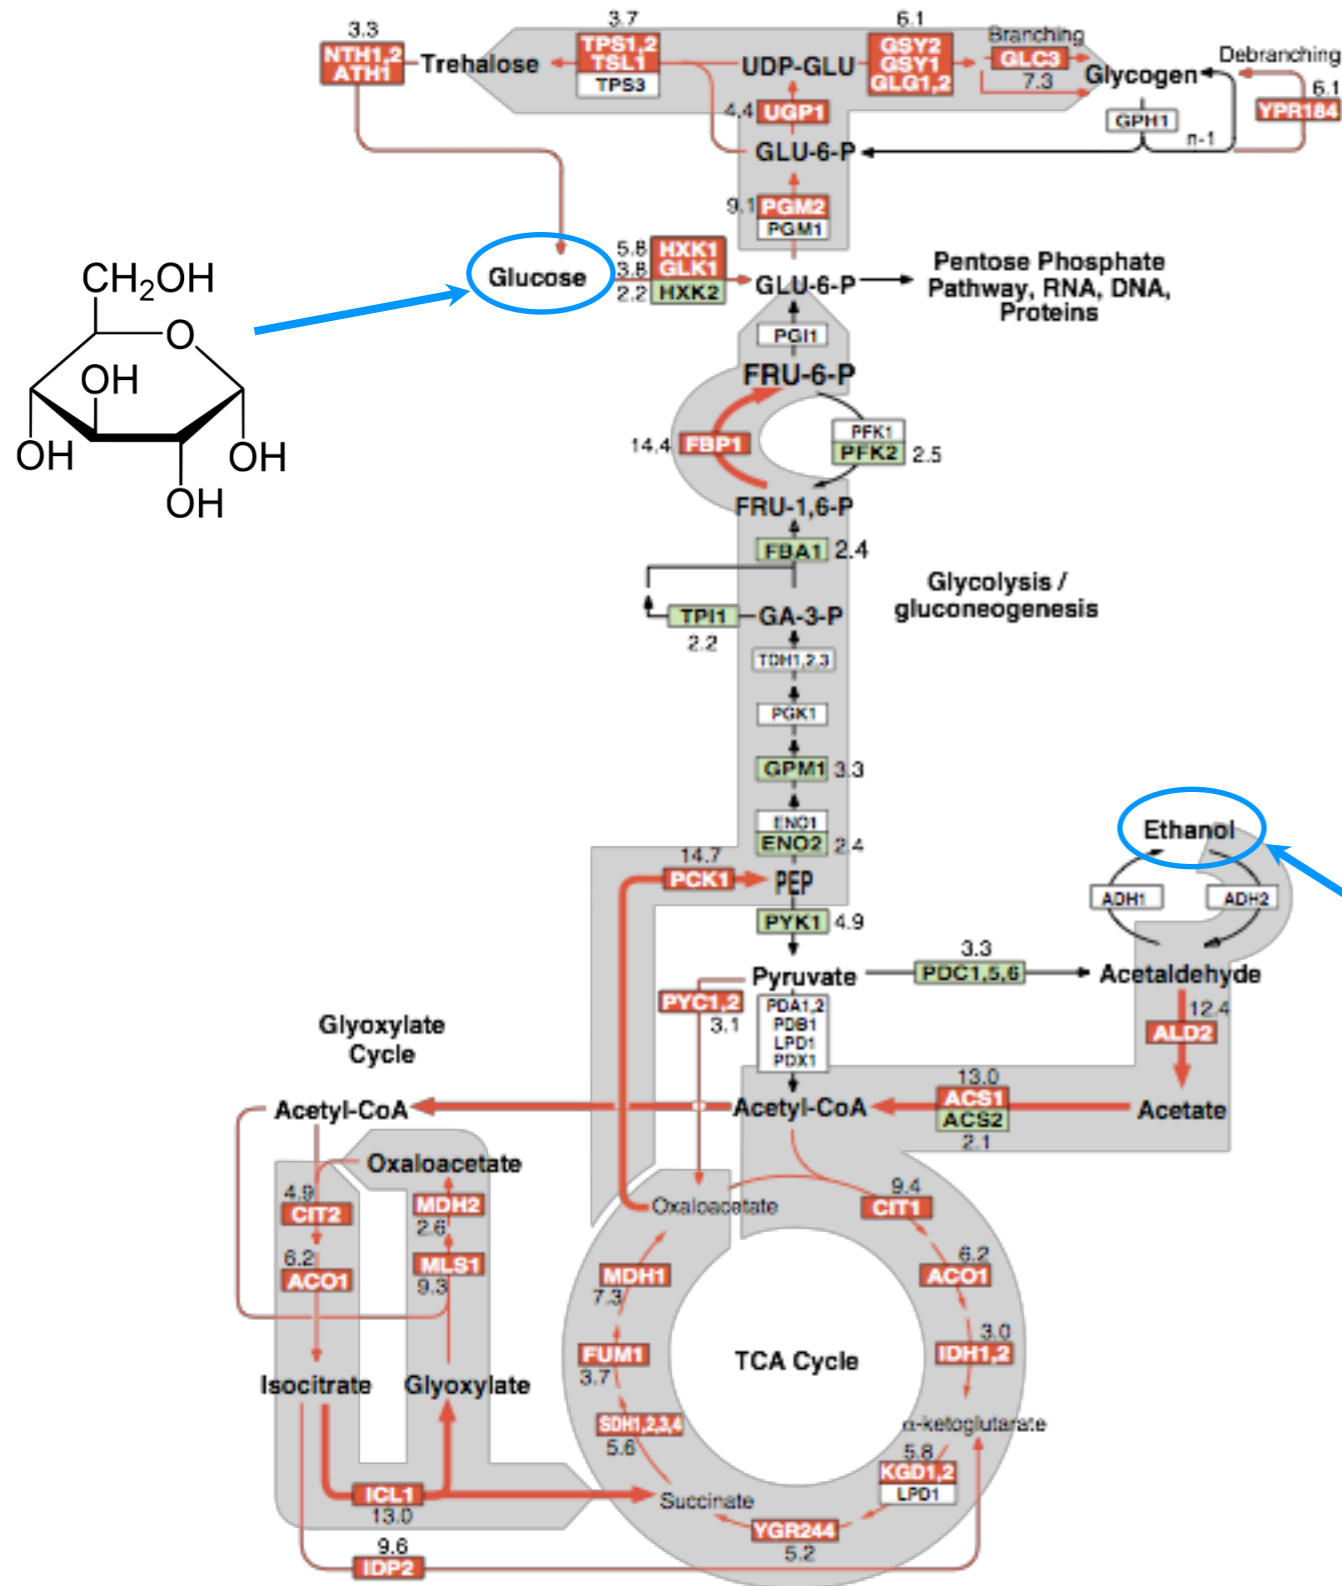 3.3
NTH1,2
ATH1
Trehalose
3.7
TPS1,2
TSL1
TPS3
UDP-GLU
6.1
GSY2
GSY1
GLG1,2
Branching
GLC3
7.3
Glycogen
Debranching
6.1
YPR184
GPH1
n-1
4.4
UGP1
GLU-6-P
9.1
PGM2
PGM1
Glucose
5.8
HXK1
3.8
GLK1
2.2
HXK2
GLU-6-P
Pentose Phosphate
Pathway, RNA, DNA,
Proteins
CH2OH
O
OH
OH
OH
OH
PGI1
FRU-6-P
14.4
FBP1
PFK1
PFK2
2.5
FRU-1,6-P
FBA1
2.4
Glycolysis /
gluconeogenesis
TPI1
2.2
GA-3-P
TDH1,2,3
PGK1
GPM1
3.3
ENO1
ENO2
2.4
14.7
PCK1
PEP
PYK1
4.9
Ethanol
ADH1
ADH2
Pyruvate
3.3
PDC1,5,6
Acetaldehyde
PYC1,2
3.1
PDA1,2
PDB1
LPD1
PDX1
12.4
ALD2
Glyoxylate
Cycle
Acetyl-CoA
Acetyl-CoA
13.0
ACS1
ACS2
2.1
Acetate
Oxaloacetate
4.9
CIT2
MDH2
2.6
6.2
ACO1
MLS1
9.3
Isocitrate
Glyoxylate
ICL1
13.0
9.6
IDP2
Oxaloacetate
9.4
CIT1
6.2
ACO1
MDH1
7.3
3.0
IDH1,2
FUM1
3.7
TCA Cycle
SDH1,2,3,4
5.6
α-ketoglutarate
5.8
KGD1,2
LPD1
Succinate
YGR244
5.2